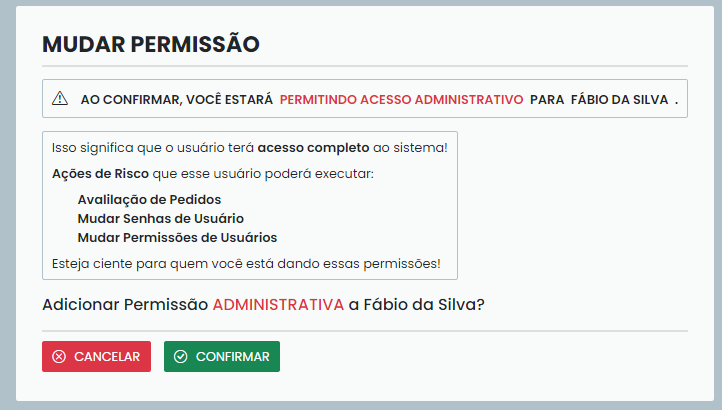 MUDAR PERMISSÃO
AO CONFIRMAR, VOCÊ ESTARÁ PERMITINDO ACESSO ADMINISTRATIVO PARA FÁBIO DA SILVA .
Isso significa que o usuário terá acesso completo ao sistema!
Ações de Risco que esse usuário poderá executar:
Avalilação de Pedidos
Mudar Senhas de Usuário
Mudar Permissões de Usuários
Esteja ciente para quem você está dando essas permissões!
Adicionar Permissão ADMINISTRATIVA a Fábio da Silva?
CANCELAR CONFIRMAR